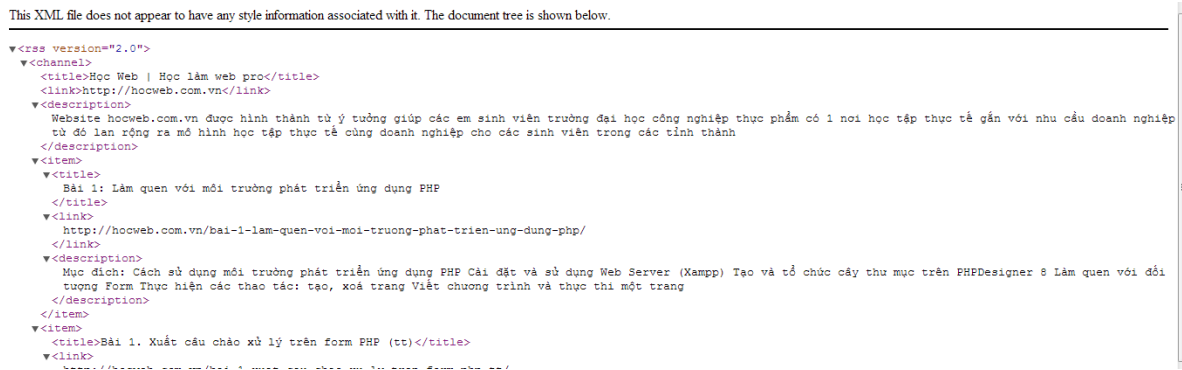 This XML file does not appear to have any style information associated with it. The document tree is shown below.
▼<rss version="2.0">
▼<channel>
<title>Học Web | Học làm web pro</title>
<link>http://hocweb.com.vn</link>
▼<description>
Website hocweb.com.vn được hình thành từ ý tưởng giúp các em sinh viên trường đại học công nghiệp thực phẩm có 1 nơi học tập thực tế gắn với nhu cầu doanh nghiệp
từ đó lan rộng ra mô hình học tập thực tế cùng doanh nghiệp cho các sinh viên trong các tỉnh thành
</description>
▼<item>
▼<title>
Bài 1: Làm quen với môi trường phát triển ứng dụng PHP
</title>
▼<link>
http://hocweb.com.vn/bai-1-lam-quen-voi-moi-truong-phat-trien-ung-dung-php/
</link>
▼<description>
Mục đích: Cách sử dụng môi trường phát triển ứng dụng PHP Cài đặt và sử dụng Web Server (Xampp) Tạo và tổ chức cây thư mục trên PHPDesigner 8 Làm quen với đối
tượng Form Thực hiện các thao tác: tạo, xoá trang Viết chương trình và thực thi một trang
</description>
</item>
▼<item>
<title>Bài 1. Xuất câu chào xử lý trên form PHP (tt)</title>
▼<link>